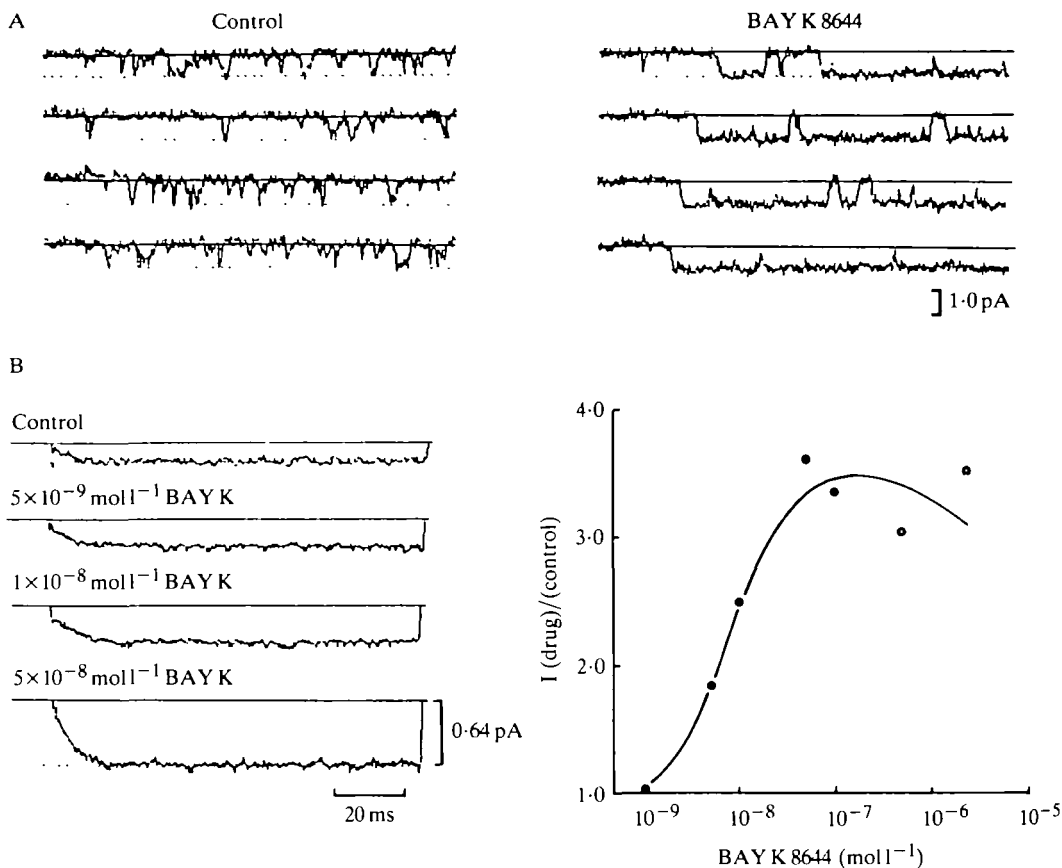 A
Control
BAY K 8644
1·0 pA
B
Control
5×10⁻⁹ mol l⁻¹ BAY K
1×10⁻⁸ mol l⁻¹ BAY K
5×10⁻⁸ mol l⁻¹ BAY K
0·64 pA
20 ms
I (drug)/(control)
4·0
3·0
2·0
1·0
10⁻⁹
10⁻⁸
10⁻⁷
10⁻⁶
10⁻⁵
BAY K 8644 (mol l⁻¹)